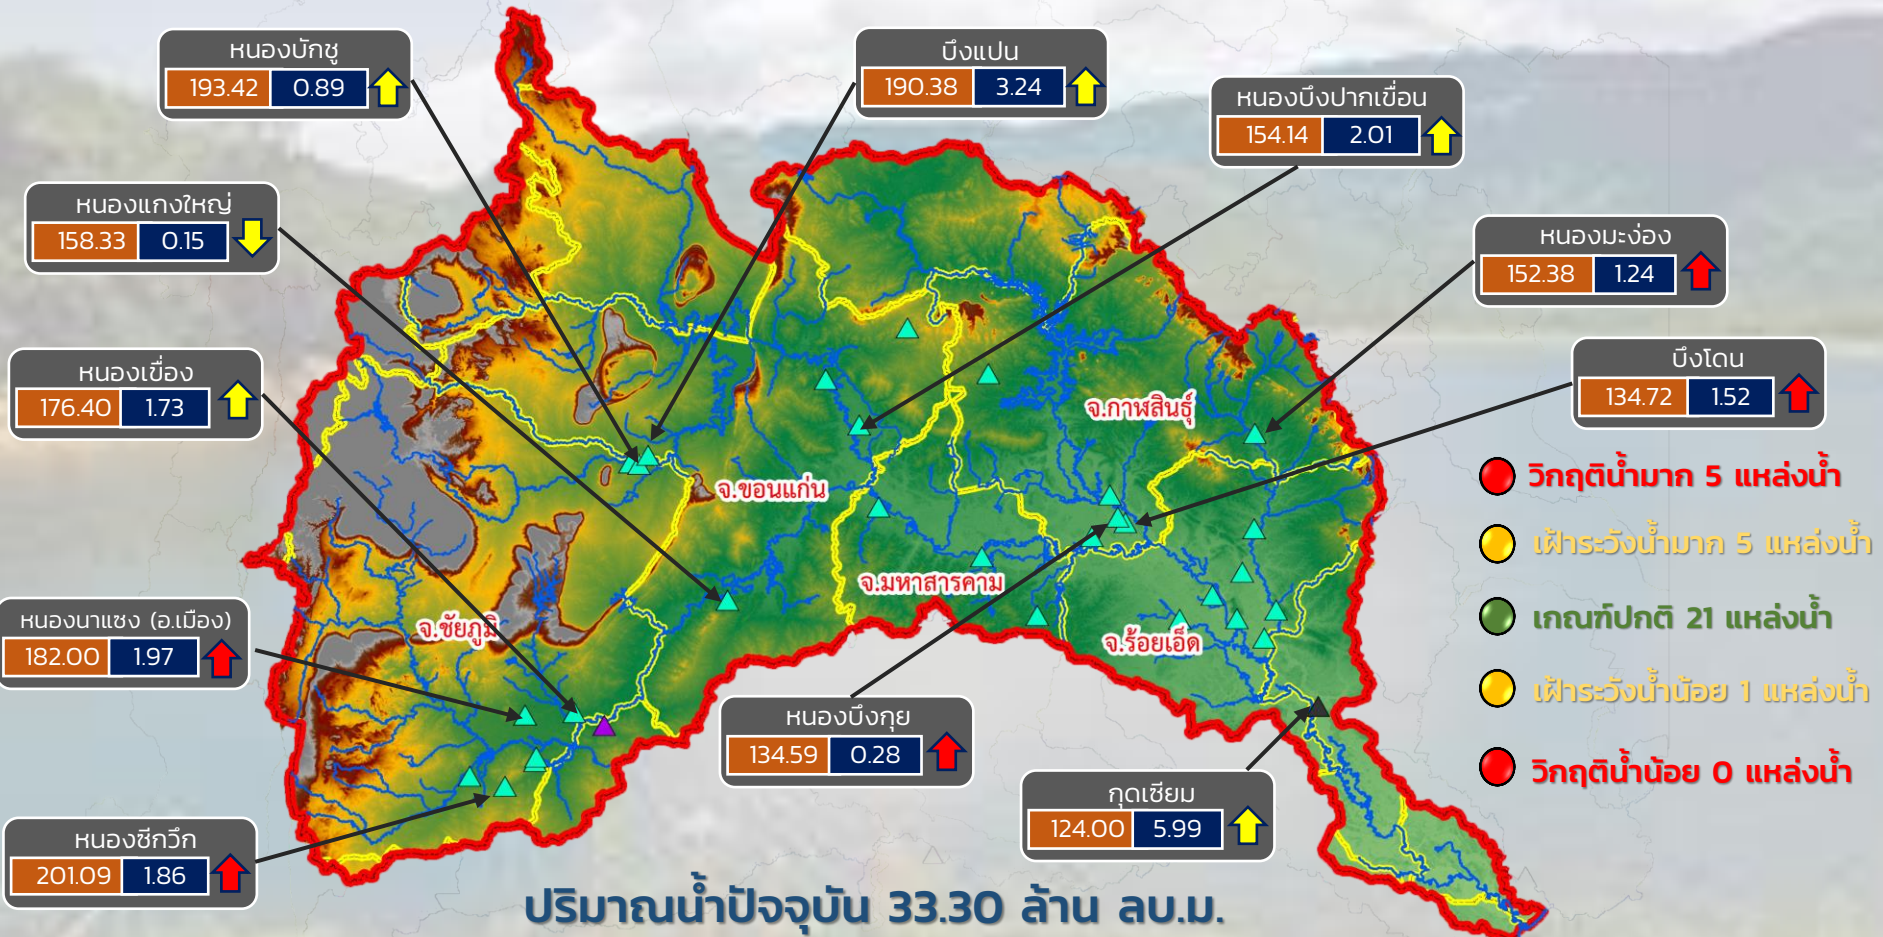 หนองบักชู
193.42 0.89
บึงแปน
190.38 3.24
หนองบึงปากเขื่อน
154.14 2.01
หนองแกงใหญ่
158.33 0.15
หนองมะง่อง
152.38 1.24
หนองเขื่อง
176.40 1.73
บึงโดน
134.72 1.52
จ.กาฬสินธุ์
จ.ขอนแก่น
วิกฤติน้ำมาก 5 แหล่งน้ำ
เฝ้าระวังน้ำมาก 5 แหล่งน้ำ
จ.มหาสารคาม
เกณฑ์ปกติ 21 แหล่งน้ำ
หนองนาแซง (อ.เมือง)
182.00 1.97
จ.ชัยภูมิ
จ.ร้อยเอ็ด
เฝ้าระวังน้ำน้อย 1 แหล่งน้ำ
หนองบึงกุย
134.59 0.28
วิกฤติน้ำน้อย 0 แหล่งน้ำ
กุดเซียม
124.00 5.99
หนองซีกวึก
201.09 1.86
ปริมาณน้ำปัจจุบัน 33.30 ล้าน ลบ.ม.